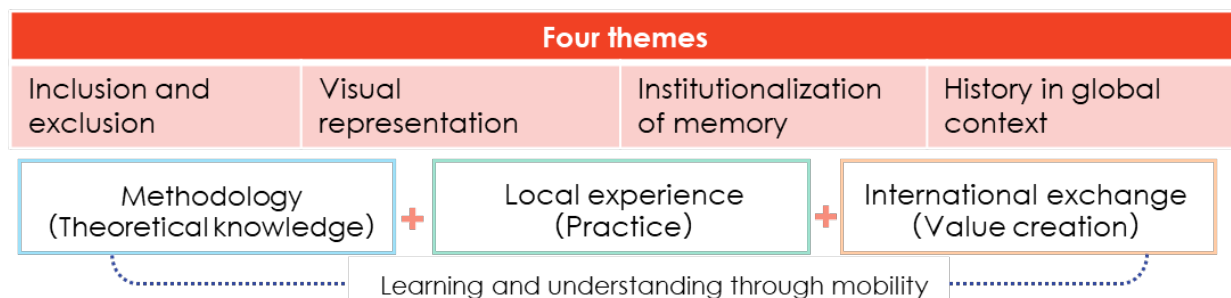 Four themes
Inclusion and
exclusion
Visual
representation
Institutionalization
of memory
History in global
context
Methodology
(Theoretical knowledge)
+
Local experience
(Practice)
+
International exchange
(Value creation)
Learning and understanding through mobility